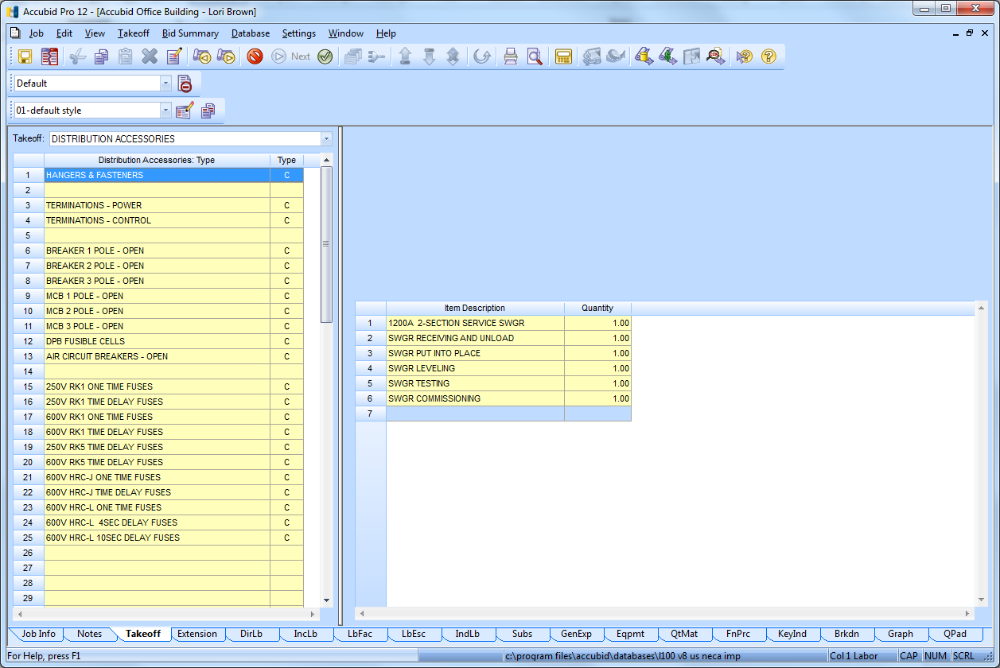 Accubid Pro 12 - [Accubid Office Building - Lori Brown]
Job Edit View Takeoff Bid Summary Database Settings Window Help
Next
Default
01-default style
Takeoff: DISTRIBUTION ACCESSORIES
Distribution Accessories: Type Type
1 HANGERS & FASTENERS C
2
3 TERMINATIONS - POWER C
4 TERMINATIONS - CONTROL C
5
6 BREAKER 1 POLE - OPEN C
7 BREAKER 2 POLE - OPEN C
8 BREAKER 3 POLE - OPEN C
9 MCB 1 POLE - OPEN C
10 MCB 2 POLE - OPEN C
11 MCB 3 POLE - OPEN C
12 DPB FUSIBLE CELLS C
13 AIR CIRCUIT BREAKERS - OPEN C
14
15 250V RK1 ONE TIME FUSES C
16 250V RK1 TIME DELAY FUSES C
17 600V RK1 ONE TIME FUSES C
18 600V RK1 TIME DELAY FUSES C
19 250V RK5 TIME DELAY FUSES C
20 600V RK5 TIME DELAY FUSES C
21 600V HRC-J ONE TIME FUSES C
22 600V HRC-J TIME DELAY FUSES C
23 600V HRC-L ONE TIME FUSES C
24 600V HRC-L 4SEC DELAY FUSES C
25 600V HRC-L 10SEC DELAY FUSES C
26
27
28
29
Item Description Quantity
1 1200A 2-SECTION SERVICE SWGR 1.00
2 SWGR RECEIVING AND UNLOAD 1.00
3 SWGR PUT INTO PLACE 1.00
4 SWGR LEVELING 1.00
5 SWGR TESTING 1.00
6 SWGR COMMISSIONING 1.00
7
Job Info Notes Takeoff Extension DirLb IncLb LbFac LbEsc IndLb Subs GenExp Eqpmt QtMat FnPrc KeyInd Brkdn Graph QPad
For Help, press F1 c:\program files\accubid\databases\l100 v8 us neca imp Col 1 Labor CAP NUM SCRL